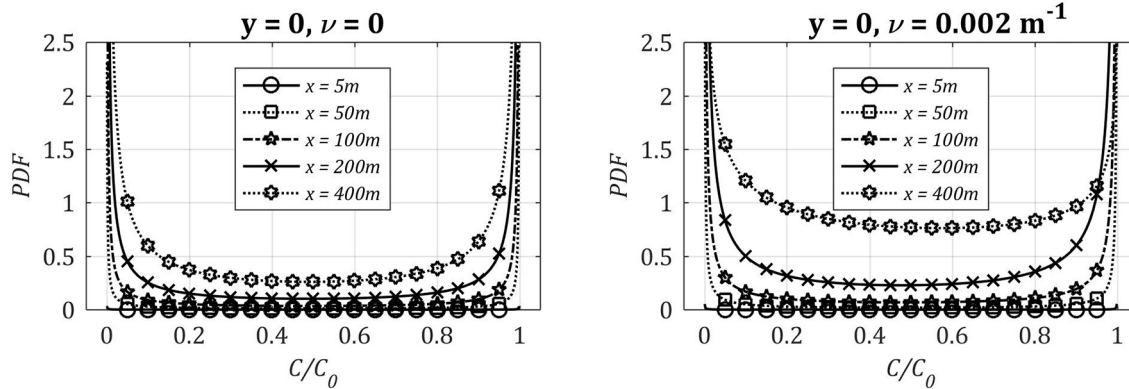 y = 0, ν = 0
2.5
2
1.5
1
0.5
0
PDF
x = 5m
x = 50m
x = 100m
x = 200m
x = 400m
0 0.2 0.4 0.6 0.8 1
C/C₀
y = 0, ν = 0.002 m⁻¹
2.5
2
1.5
1
0.5
0
PDF
x = 5m
x = 50m
x = 100m
x = 200m
x = 400m
0 0.2 0.4 0.6 0.8 1
C/C₀